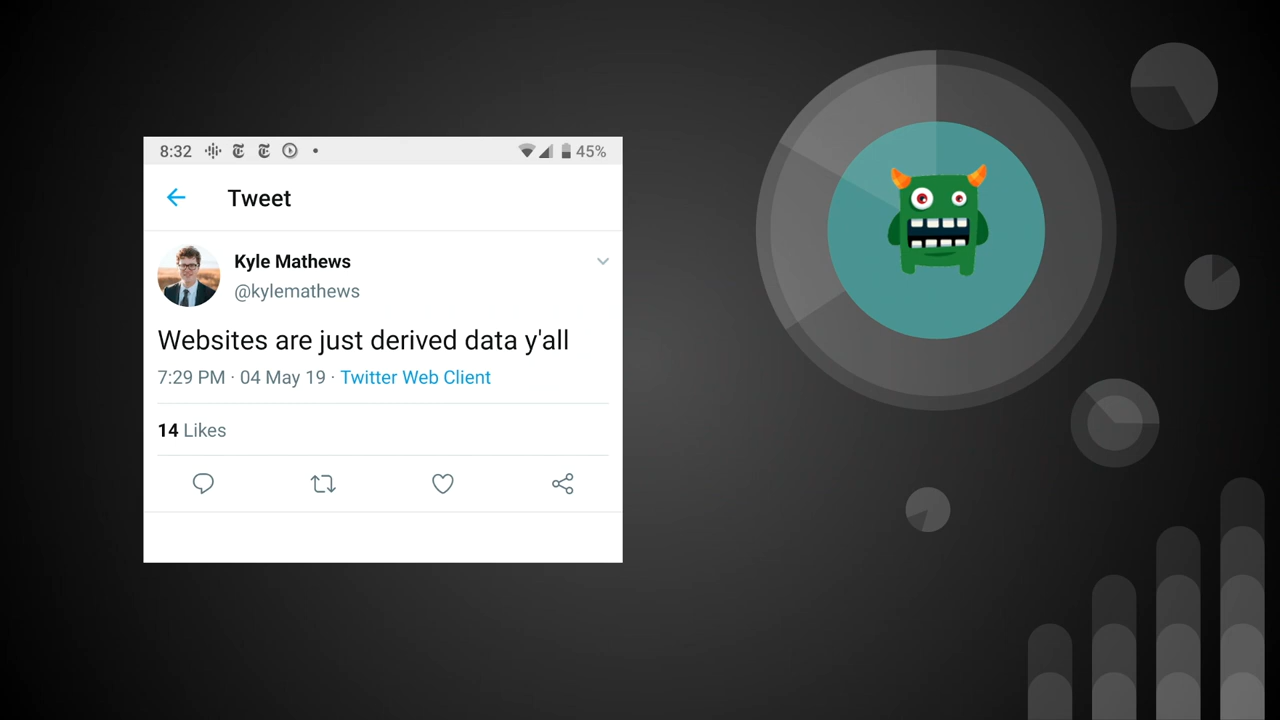 8:32
45%
Tweet
Kyle Mathews
@kylemathews
Websites are just derived data y'all
7:29 PM · 04 May 19 · Twitter Web Client
14 Likes